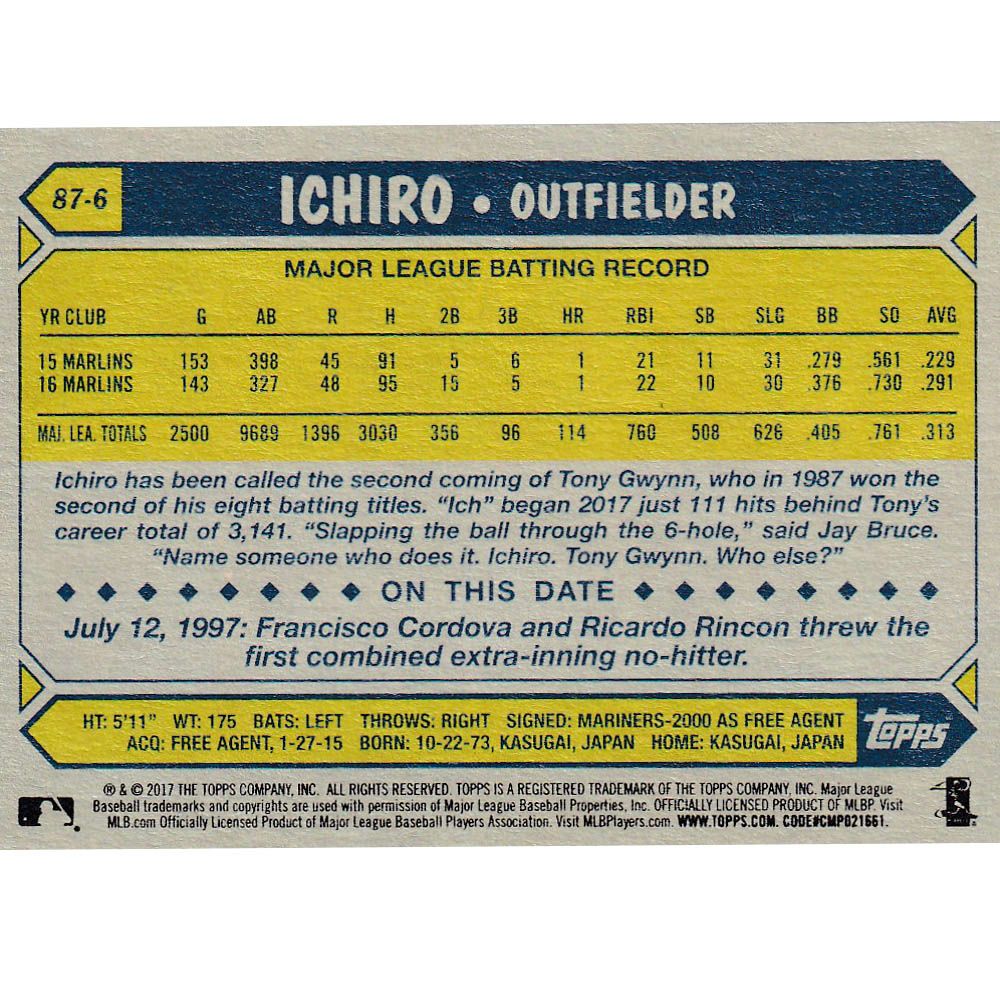 87-6
ICHIRO • OUTFIELDER
MAJOR LEAGUE BATTING RECORD
YR CLUB G AB R H 2B 3B HR RBI SB SLG BB SO AVG
15 MARLINS 153 398 45 91 5 6 1 21 11 31 .279 .561 .229
16 MARLINS 143 327 48 95 15 5 1 22 10 30 .376 .730 .291
MAJ. LEA. TOTALS 2500 9689 1396 3030 356 96 114 760 508 626 .405 .761 .313
Ichiro has been called the second coming of Tony Gwynn, who in 1987 won the
second of his eight batting titles. “Ich” began 2017 just 111 hits behind Tony’s
career total of 3,141. “Slapping the ball through the 6-hole,” said Jay Bruce.
“Name someone who does it. Ichiro. Tony Gwynn. Who else?”
ON THIS DATE
July 12, 1997: Francisco Cordova and Ricardo Rincon threw the
first combined extra-inning no-hitter.
HT: 5'11" WT: 175 BATS: LEFT THROWS: RIGHT SIGNED: MARINERS-2000 AS FREE AGENT
ACQ: FREE AGENT, 1-27-15 BORN: 10-22-73, KASUGAI, JAPAN HOME: KASUGAI, JAPAN
topps
® & © 2017 THE TOPPS COMPANY, INC. ALL RIGHTS RESERVED. TOPPS IS A REGISTERED TRADEMARK OF THE TOPPS COMPANY, INC. Major League
Baseball trademarks and copyrights are used with permission of Major League Baseball Properties, Inc. OFFICIALLY LICENSED PRODUCT OF MLBP. Visit
MLB.com Officially Licensed Product of Major League Baseball Players Association. Visit MLBPlayers.com. WWW.TOPPS.COM. CODE#CMP021661.